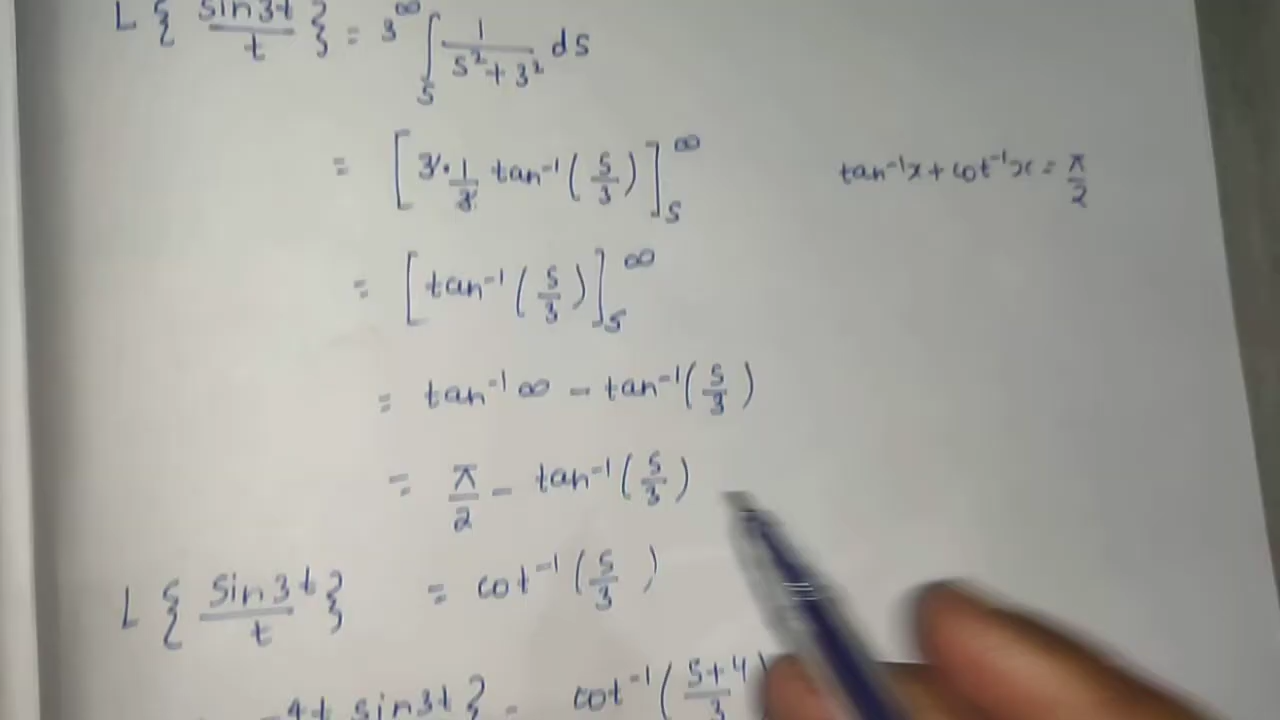 L { sin3t / t } = 3 ∫_s^∞ 1 / (s² + 3²) ds
= [ 3 · 1/3 tan⁻¹ ( s/3 ) ]_s^∞
tan⁻¹x + cot⁻¹x = π/2
= [ tan⁻¹ ( s/3 ) ]_s^∞
= tan⁻¹ ∞ - tan⁻¹ ( s/3 )
= π/2 - tan⁻¹ ( s/3 )
L { sin3t / t } = cot⁻¹ ( s/3 )
-4t sin3t } = cot⁻¹ ( s+4 / 3 )